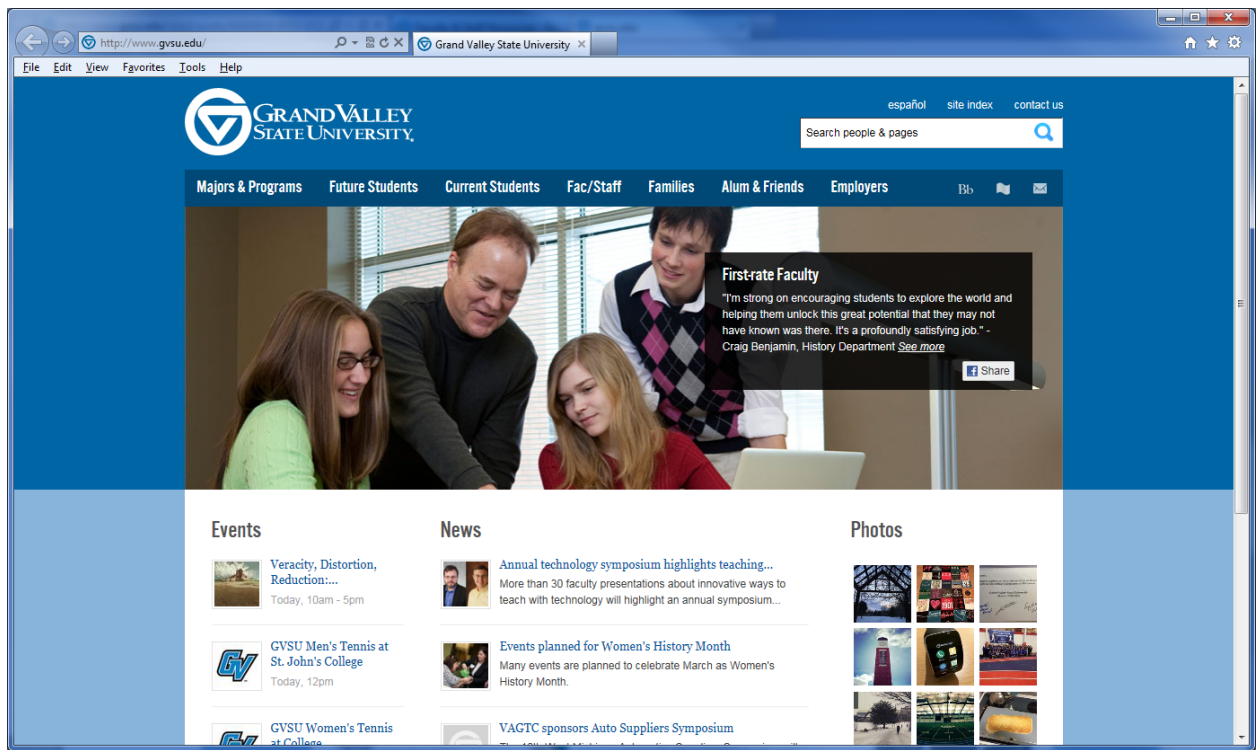 http://www.gvsu.edu/
Grand Valley State University
File Edit View Favorites Tools Help
GRAND VALLEY
STATE UNIVERSITY
español site index contact us
Search people & pages
Majors & Programs Future Students Current Students Fac/Staff Families Alum & Friends Employers Bb
First-rate Faculty
"I'm strong on encouraging students to explore the world and
helping them unlock this great potential that they may not
have known was there. It's a profoundly satisfying job." -
Craig Benjamin, History Department See more
Share
Events
Veracity, Distortion,
Reduction:...
Today, 10am - 5pm
GV
GVSU Men's Tennis at
St. John's College
Today, 12pm
GV
GVSU Women's Tennis
at College
News
Annual technology symposium highlights teaching...
More than 30 faculty presentations about innovative ways to
teach with technology will highlight an annual symposium...
Events planned for Women's History Month
Many events are planned to celebrate March as Women's
History Month.
VAGTC sponsors Auto Suppliers Symposium
Photos